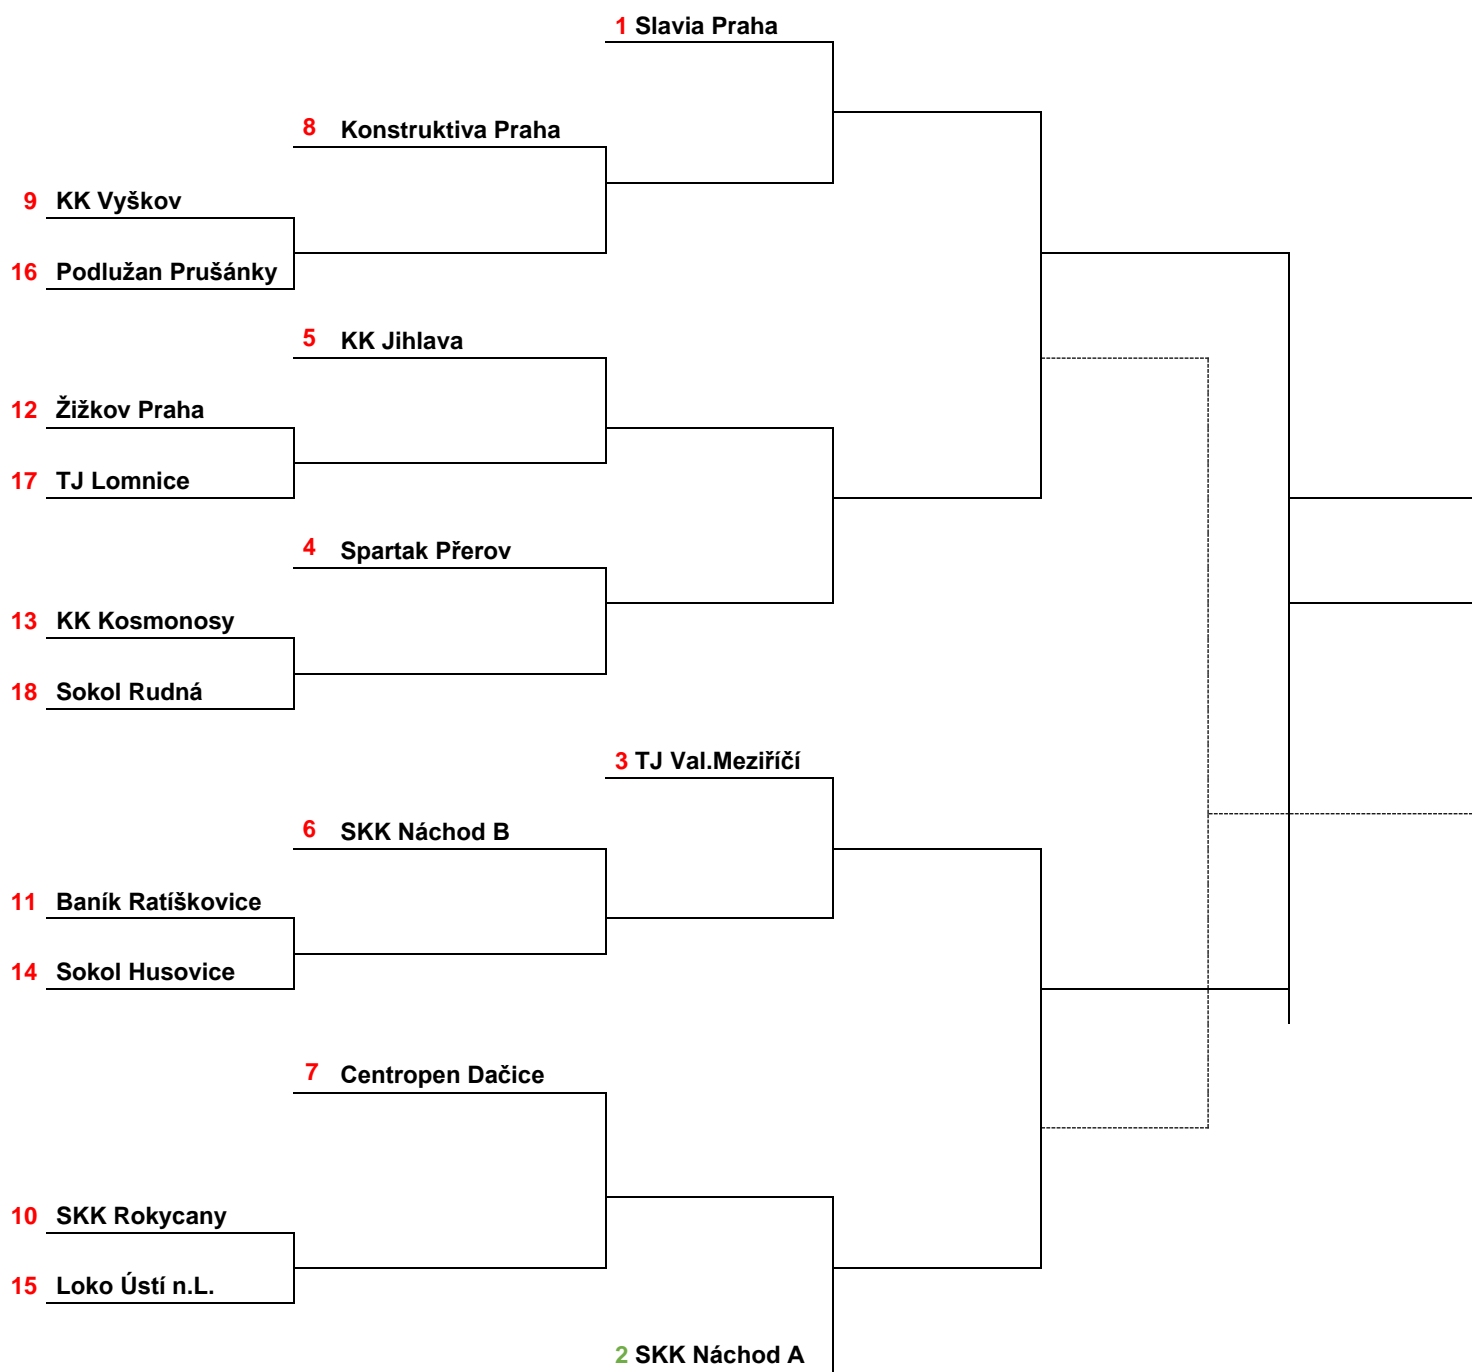 1 Slavia Praha
8 Konstruktiva Praha
9 KK Vyškov
16 Podlužan Prušánky
5 KK Jihlava
12 Žižkov Praha
17 TJ Lomnice
4 Spartak Přerov
13 KK Kosmonosy
18 Sokol Rudná
3 TJ Val.Meziříčí
6 SKK Náchod B
11 Baník Ratíškovice
14 Sokol Husovice
7 Centropen Dačice
10 SKK Rokycany
15 Loko Ústí n.L.
2 SKK Náchod A